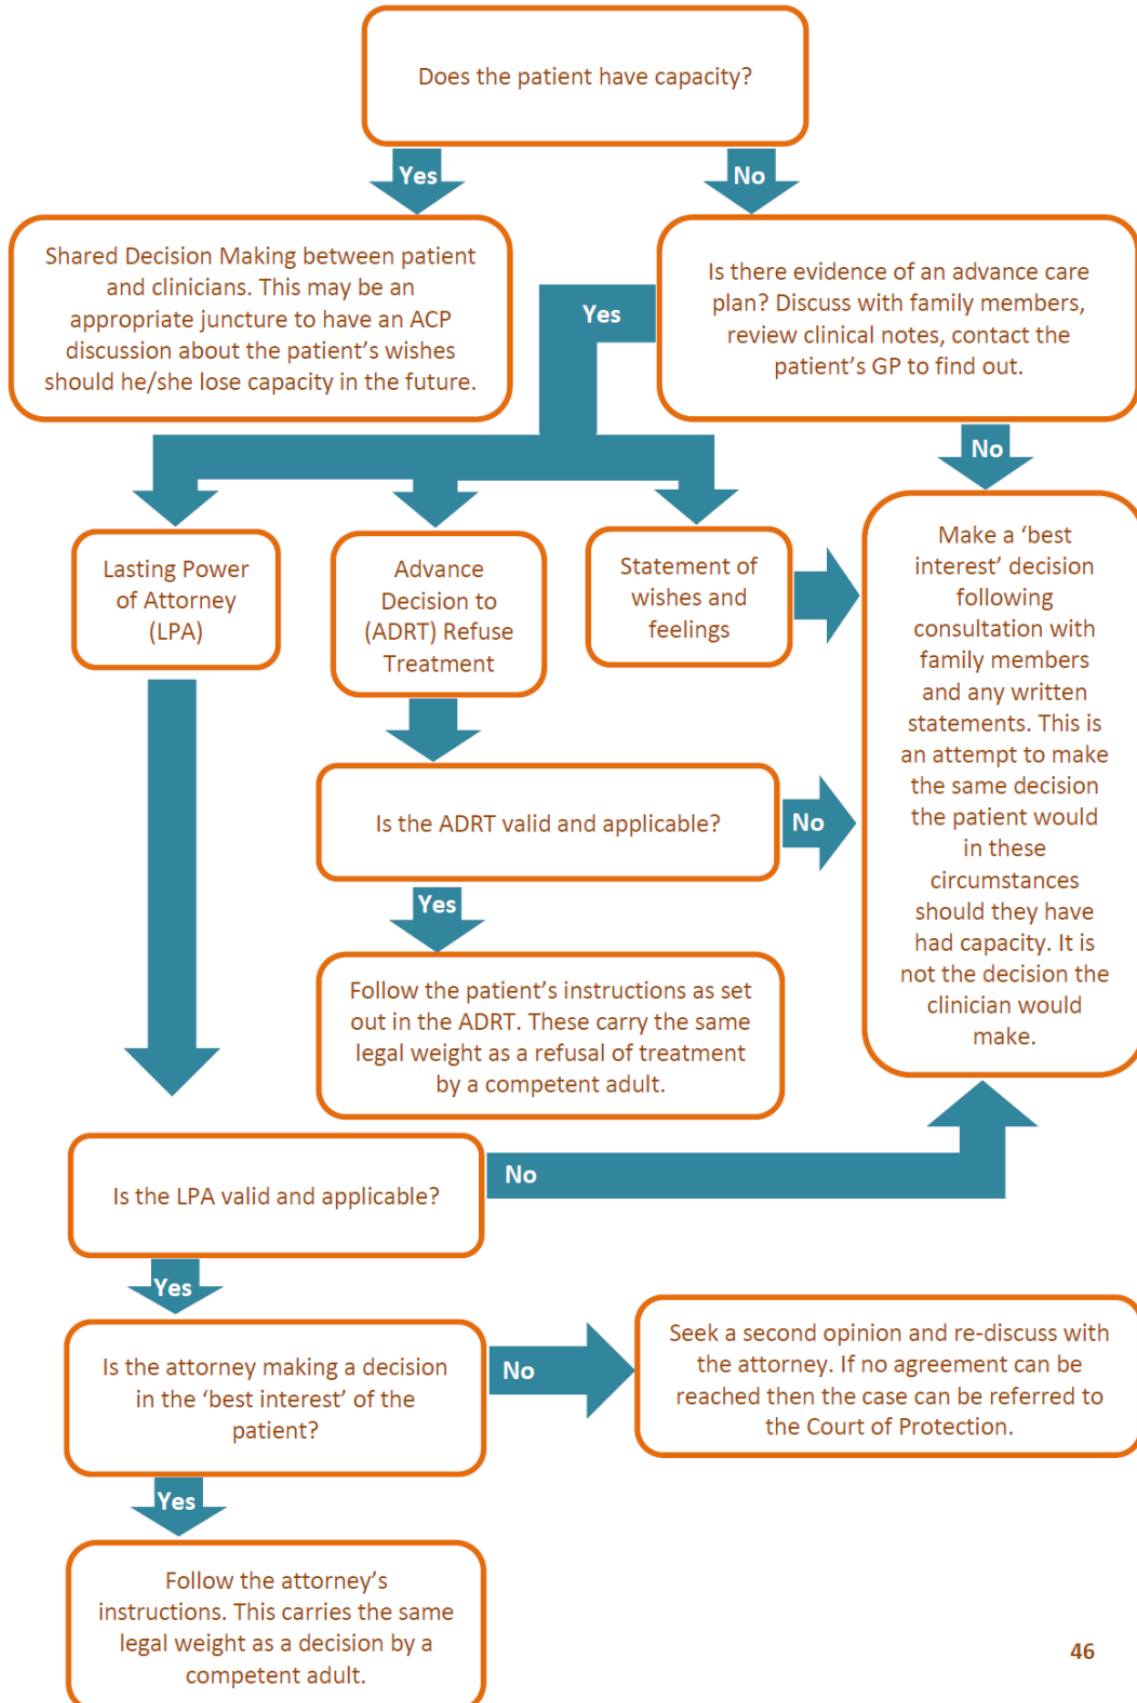 Does the patient have capacity?
Yes
No
Shared Decision Making between patient
and clinicians. This may be an
appropriate juncture to have an ACP
discussion about the patient’s wishes
should he/she lose capacity in the future.
Is there evidence of an advance care
plan? Discuss with family members,
review clinical notes, contact the
patient’s GP to find out.
Yes
No
Lasting Power
of Attorney
(LPA)
Advance
Decision to
(ADRT) Refuse
Treatment
Statement of
wishes and
feelings
Make a ‘best
interest’ decision
following
consultation with
family members
and any written
statements. This is
an attempt to make
the same decision
the patient would
in these
circumstances
should they have
had capacity. It is
not the decision the
clinician would
make.
Is the ADRT valid and applicable?
No
Yes
Follow the patient’s instructions as set
out in the ADRT. These carry the same
legal weight as a refusal of treatment
by a competent adult.
Is the LPA valid and applicable?
No
Yes
Is the attorney making a decision
in the ‘best interest’ of the
patient?
No
Seek a second opinion and re-discuss with
the attorney. If no agreement can be
reached then the case can be referred to
the Court of Protection.
Yes
Follow the attorney’s
instructions. This carries the same
legal weight as a decision by a
competent adult.
46